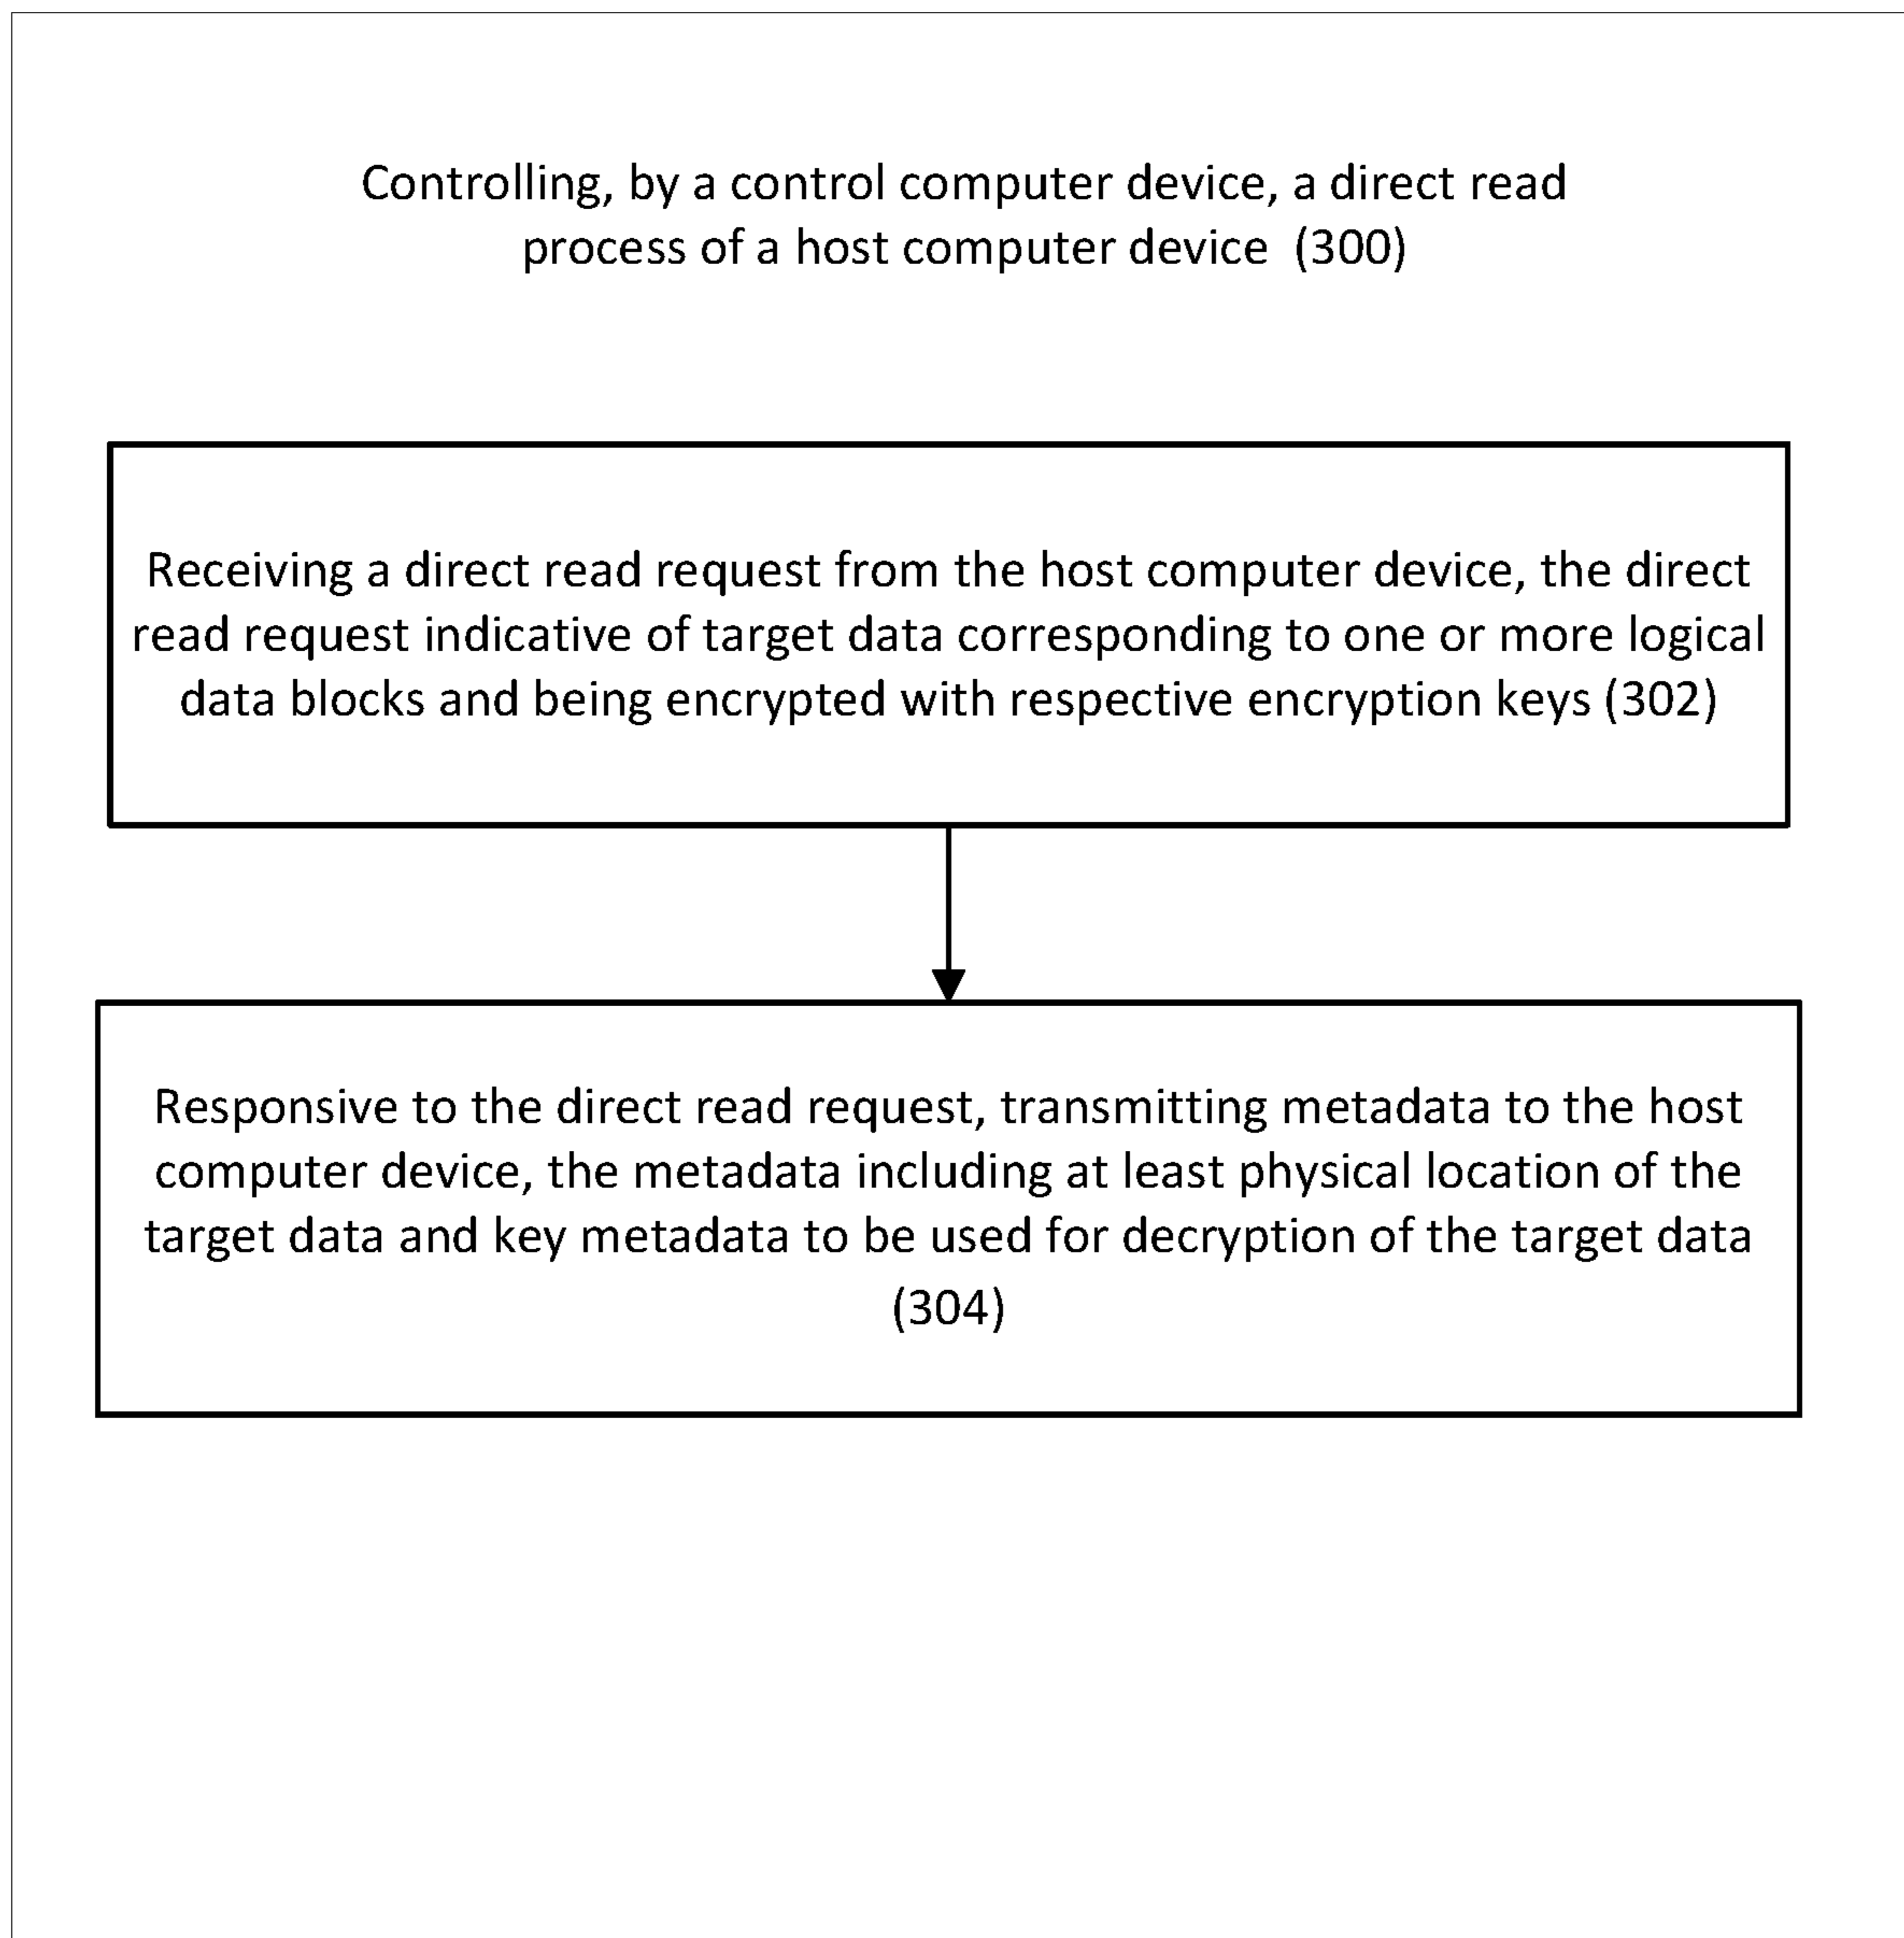 Controlling, by a control computer device, a direct read
process of a host computer device (300)
Receiving a direct read request from the host computer device, the direct
read request indicative of target data corresponding to one or more logical
data blocks and being encrypted with respective encryption keys (302)
Responsive to the direct read request, transmitting metadata to the host
computer device, the metadata including at least physical location of the
target data and key metadata to be used for decryption of the target data
(304)